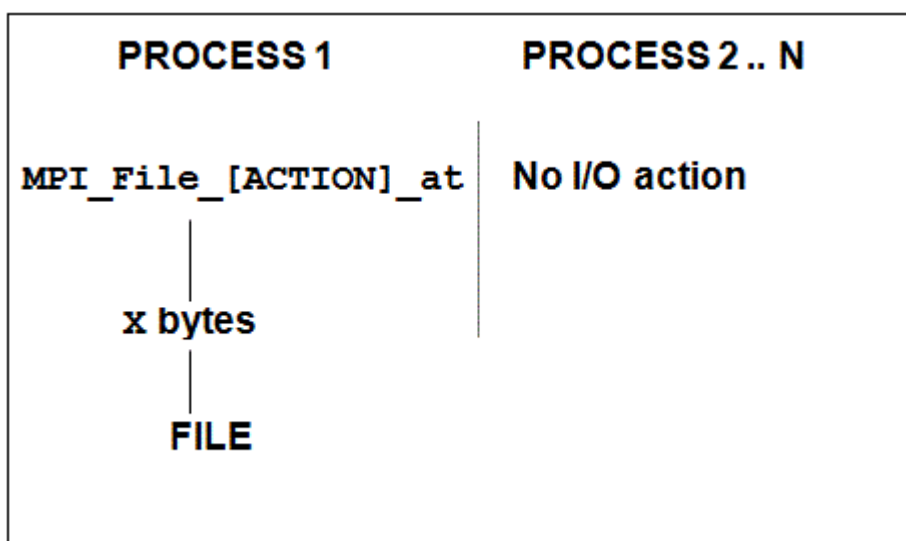 PROCESS 1 PROCESS 2 .. N
MPI_File_[ACTION]_at No I/O action
x bytes
FILE